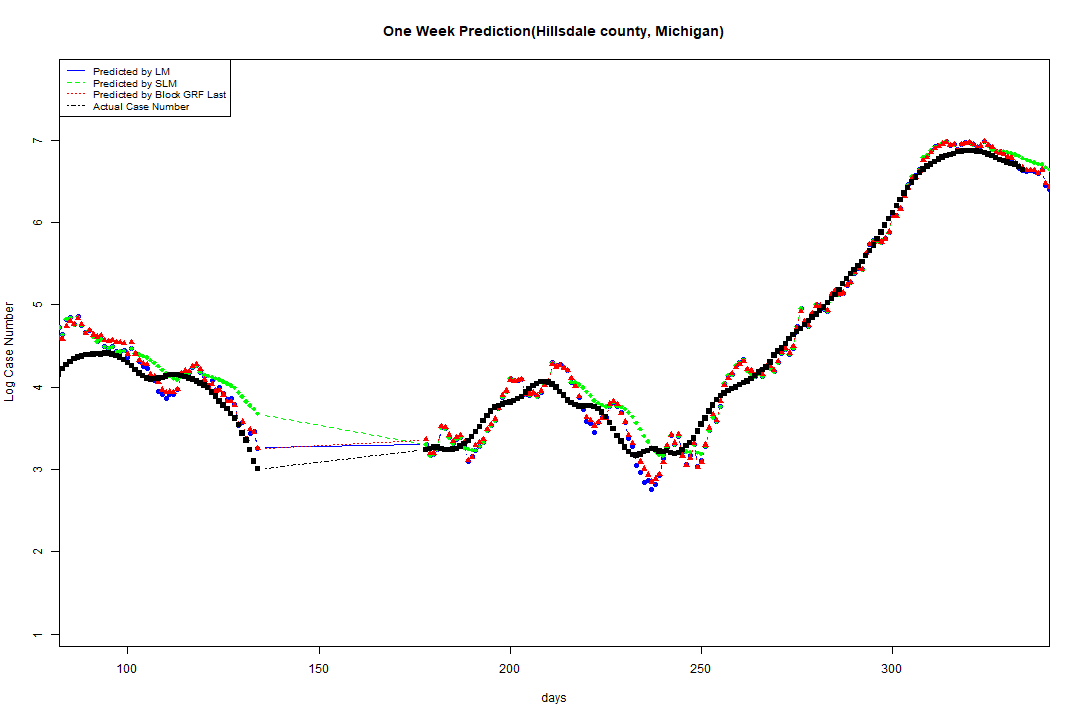 One Week Prediction(Hillsdale county, Michigan)
Predicted by LM
Predicted by SLM
Predicted by Block GRF Last
Actual Case Number
Log Case Number
7
6
5
4
3
2
1
100 150 200 250 300
days